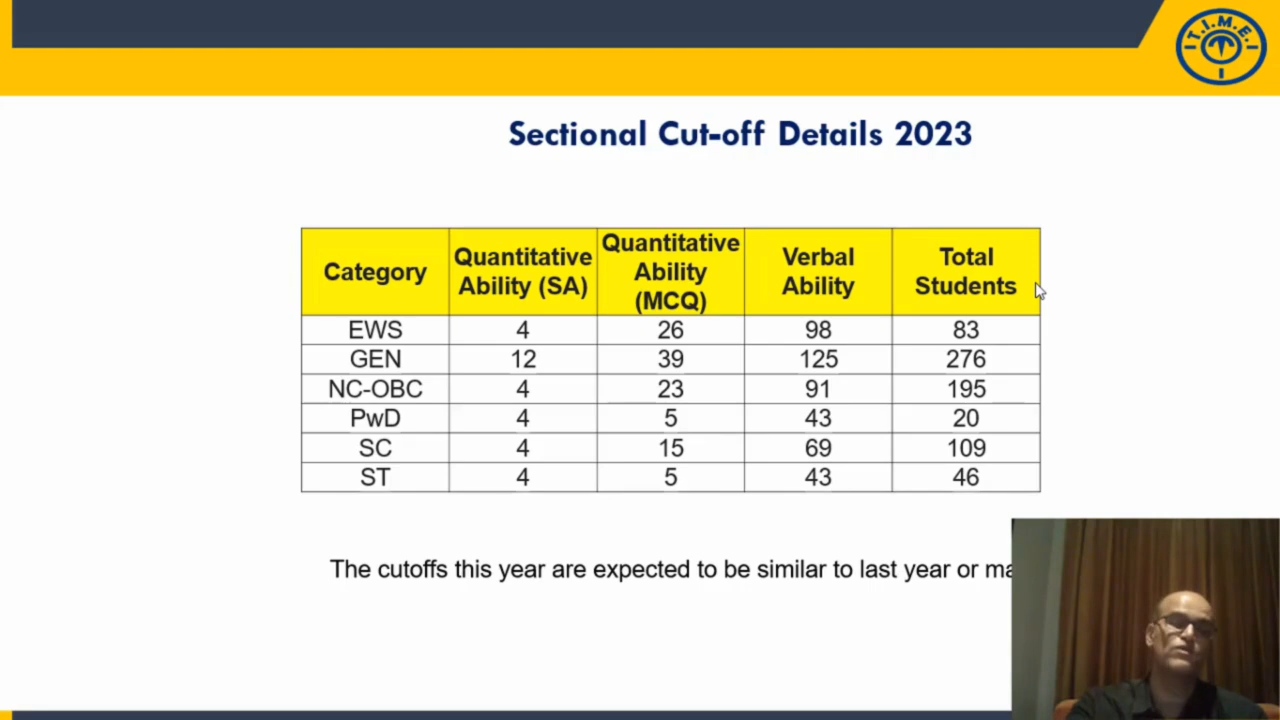 T.I.M.E.
Sectional Cut-off Details 2023
Category Quantitative Ability (SA) Quantitative Ability (MCQ) Verbal Ability Total Students
EWS 4 26 98 83
GEN 12 39 125 276
NC-OBC 4 23 91 195
PwD 4 5 43 20
SC 4 15 69 109
ST 4 5 43 46
The cutoffs this year are expected to be similar to last year or